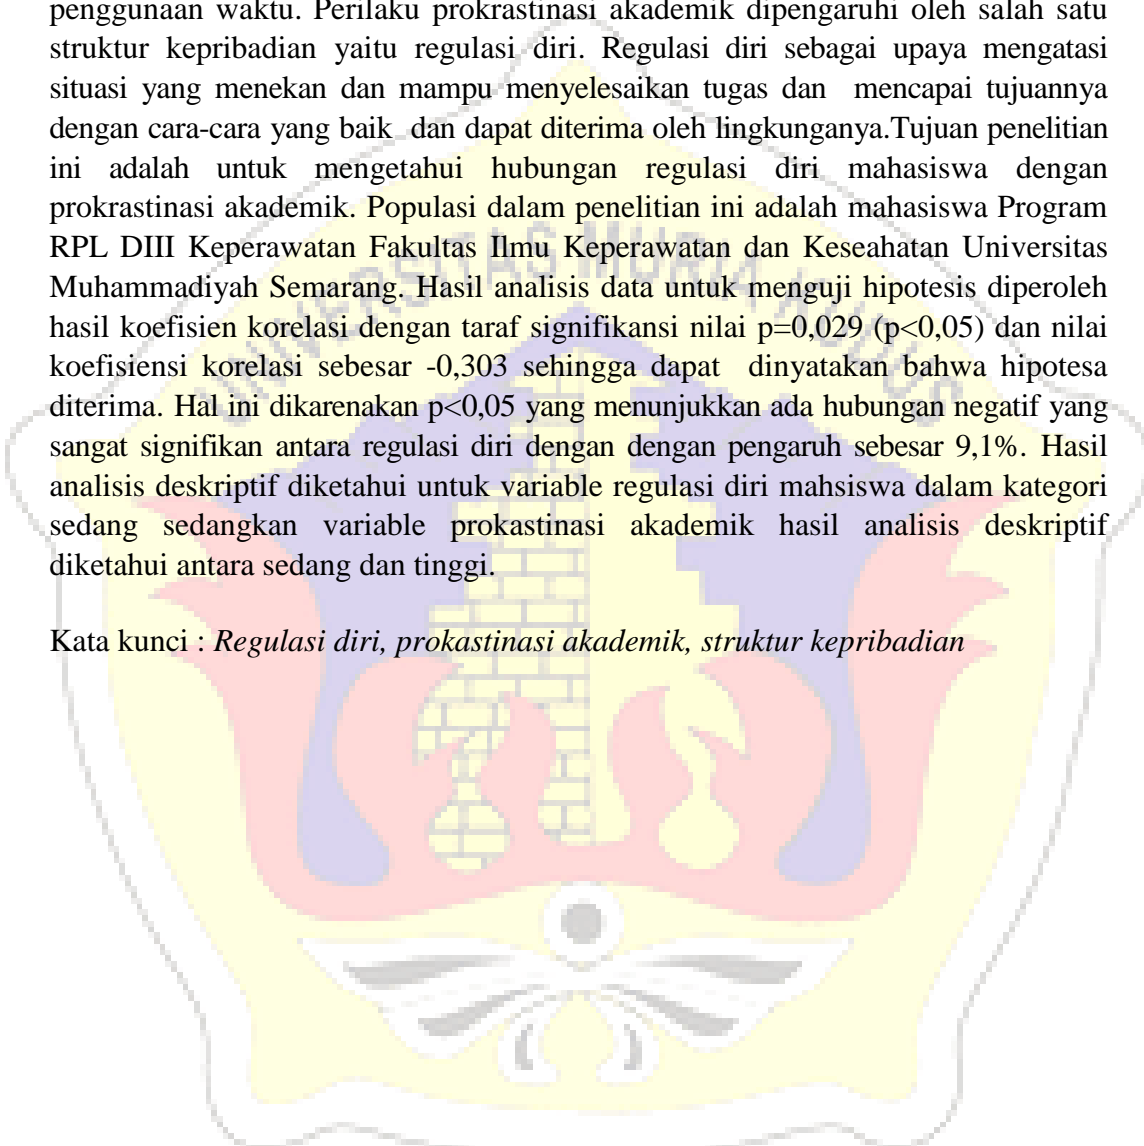 penggunaan waktu. Perilaku prokrastinasi akademik dipengaruhi oleh salah satu
struktur kepribadian yaitu regulasi diri. Regulasi diri sebagai upaya mengatasi
situasi yang menekan dan mampu menyelesaikan tugas dan mencapai tujuannya
dengan cara-cara yang baik dan dapat diterima oleh lingkunganya.Tujuan penelitian
ini adalah untuk mengetahui hubungan regulasi diri mahasiswa dengan
prokrastinasi akademik. Populasi dalam penelitian ini adalah mahasiswa Program
RPL DIII Keperawatan Fakultas Ilmu Keperawatan dan Keseahatan Universitas
Muhammadiyah Semarang. Hasil analisis data untuk menguji hipotesis diperoleh
hasil koefisien korelasi dengan taraf signifikansi nilai p=0,029 (p<0,05) dan nilai
koefisiensi korelasi sebesar -0,303 sehingga dapat dinyatakan bahwa hipotesa
diterima. Hal ini dikarenakan p<0,05 yang menunjukkan ada hubungan negatif yang
sangat signifikan antara regulasi diri dengan dengan pengaruh sebesar 9,1%. Hasil
analisis deskriptif diketahui untuk variable regulasi diri mahsiswa dalam kategori
sedang sedangkan variable prokastinasi akademik hasil analisis deskriptif
diketahui antara sedang dan tinggi.
Kata kunci : Regulasi diri, prokastinasi akademik, struktur kepribadian
UNIVERSITAS MURIA KUDUS